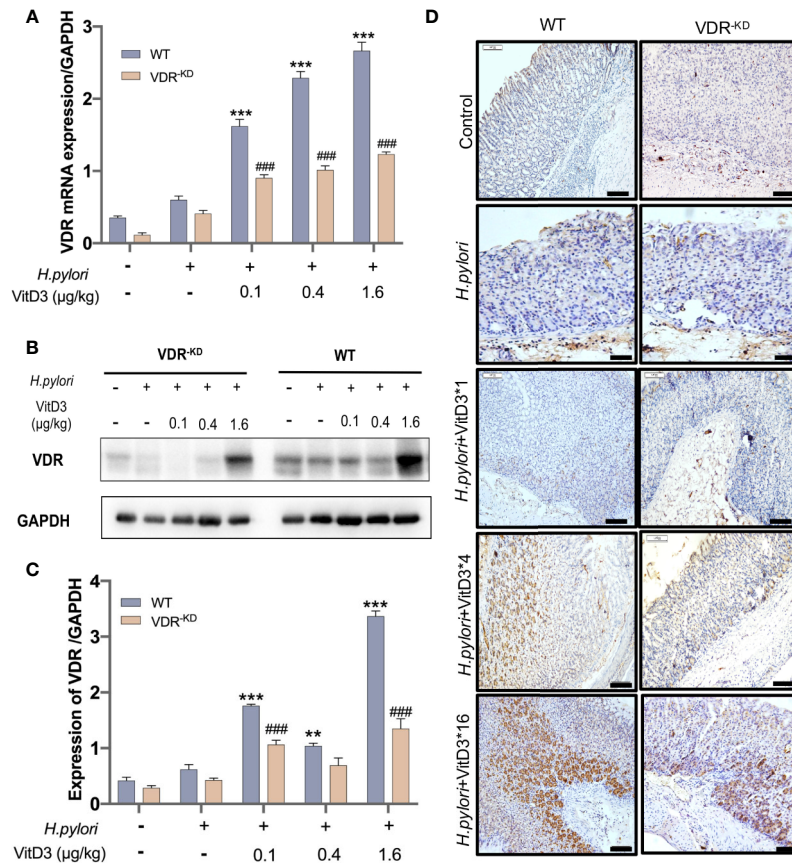 A
VDR mRNA expression/GAPDH
3
2
1
0
WT
VDR-KD
***
***
***
###
###
###
H.pylori - + + + +
VitD3 (µg/kg) - - 0.1 0.4 1.6
B
VDR-KD WT
H.pylori - + + + + - + + + +
VitD3 (µg/kg) - - 0.1 0.4 1.6 - - 0.1 0.4 1.6
VDR
GAPDH
C
Expression of VDR /GAPDH
4
3
2
1
0
WT
VDR-KD
***
**
***
###
###
H.pylori - + + + +
VitD3 (µg/kg) - - 0.1 0.4 1.6
D
WT VDR-KD
Control
H.pylori
H.pylori+VitD3*1
H.pylori+VitD3*4
H.pylori+VitD3*16